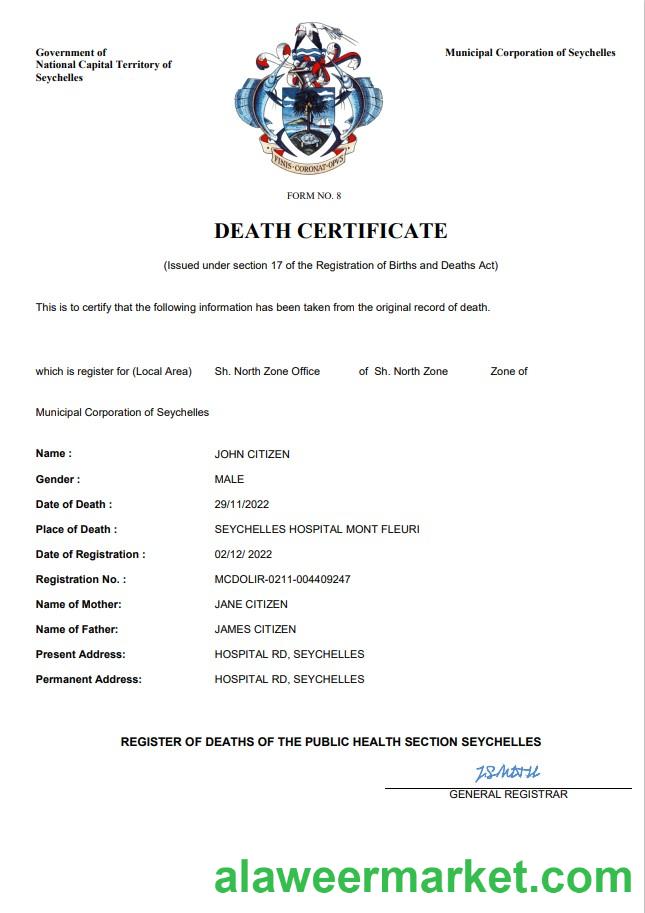 Government of
National Capital Territory of
Seychelles
Municipal Corporation of Seychelles
FINIS·CORONAT·OPVS
FORM NO. 8
DEATH CERTIFICATE
(Issued under section 17 of the Registration of Births and Deaths Act)
This is to certify that the following information has been taken from the original record of death.
which is register for (Local Area) Sh. North Zone Office of Sh. North Zone Zone of
Municipal Corporation of Seychelles
Name : JOHN CITIZEN
Gender : MALE
Date of Death : 29/11/2022
Place of Death : SEYCHELLES HOSPITAL MONT FLEURI
Date of Registration : 02/12/ 2022
Registration No. : MCDOLIR-0211-004409247
Name of Mother: JANE CITIZEN
Name of Father: JAMES CITIZEN
Present Address: HOSPITAL RD, SEYCHELLES
Permanent Address: HOSPITAL RD, SEYCHELLES
REGISTER OF DEATHS OF THE PUBLIC HEALTH SECTION SEYCHELLES
GENERAL REGISTRAR
alaweermarket.com